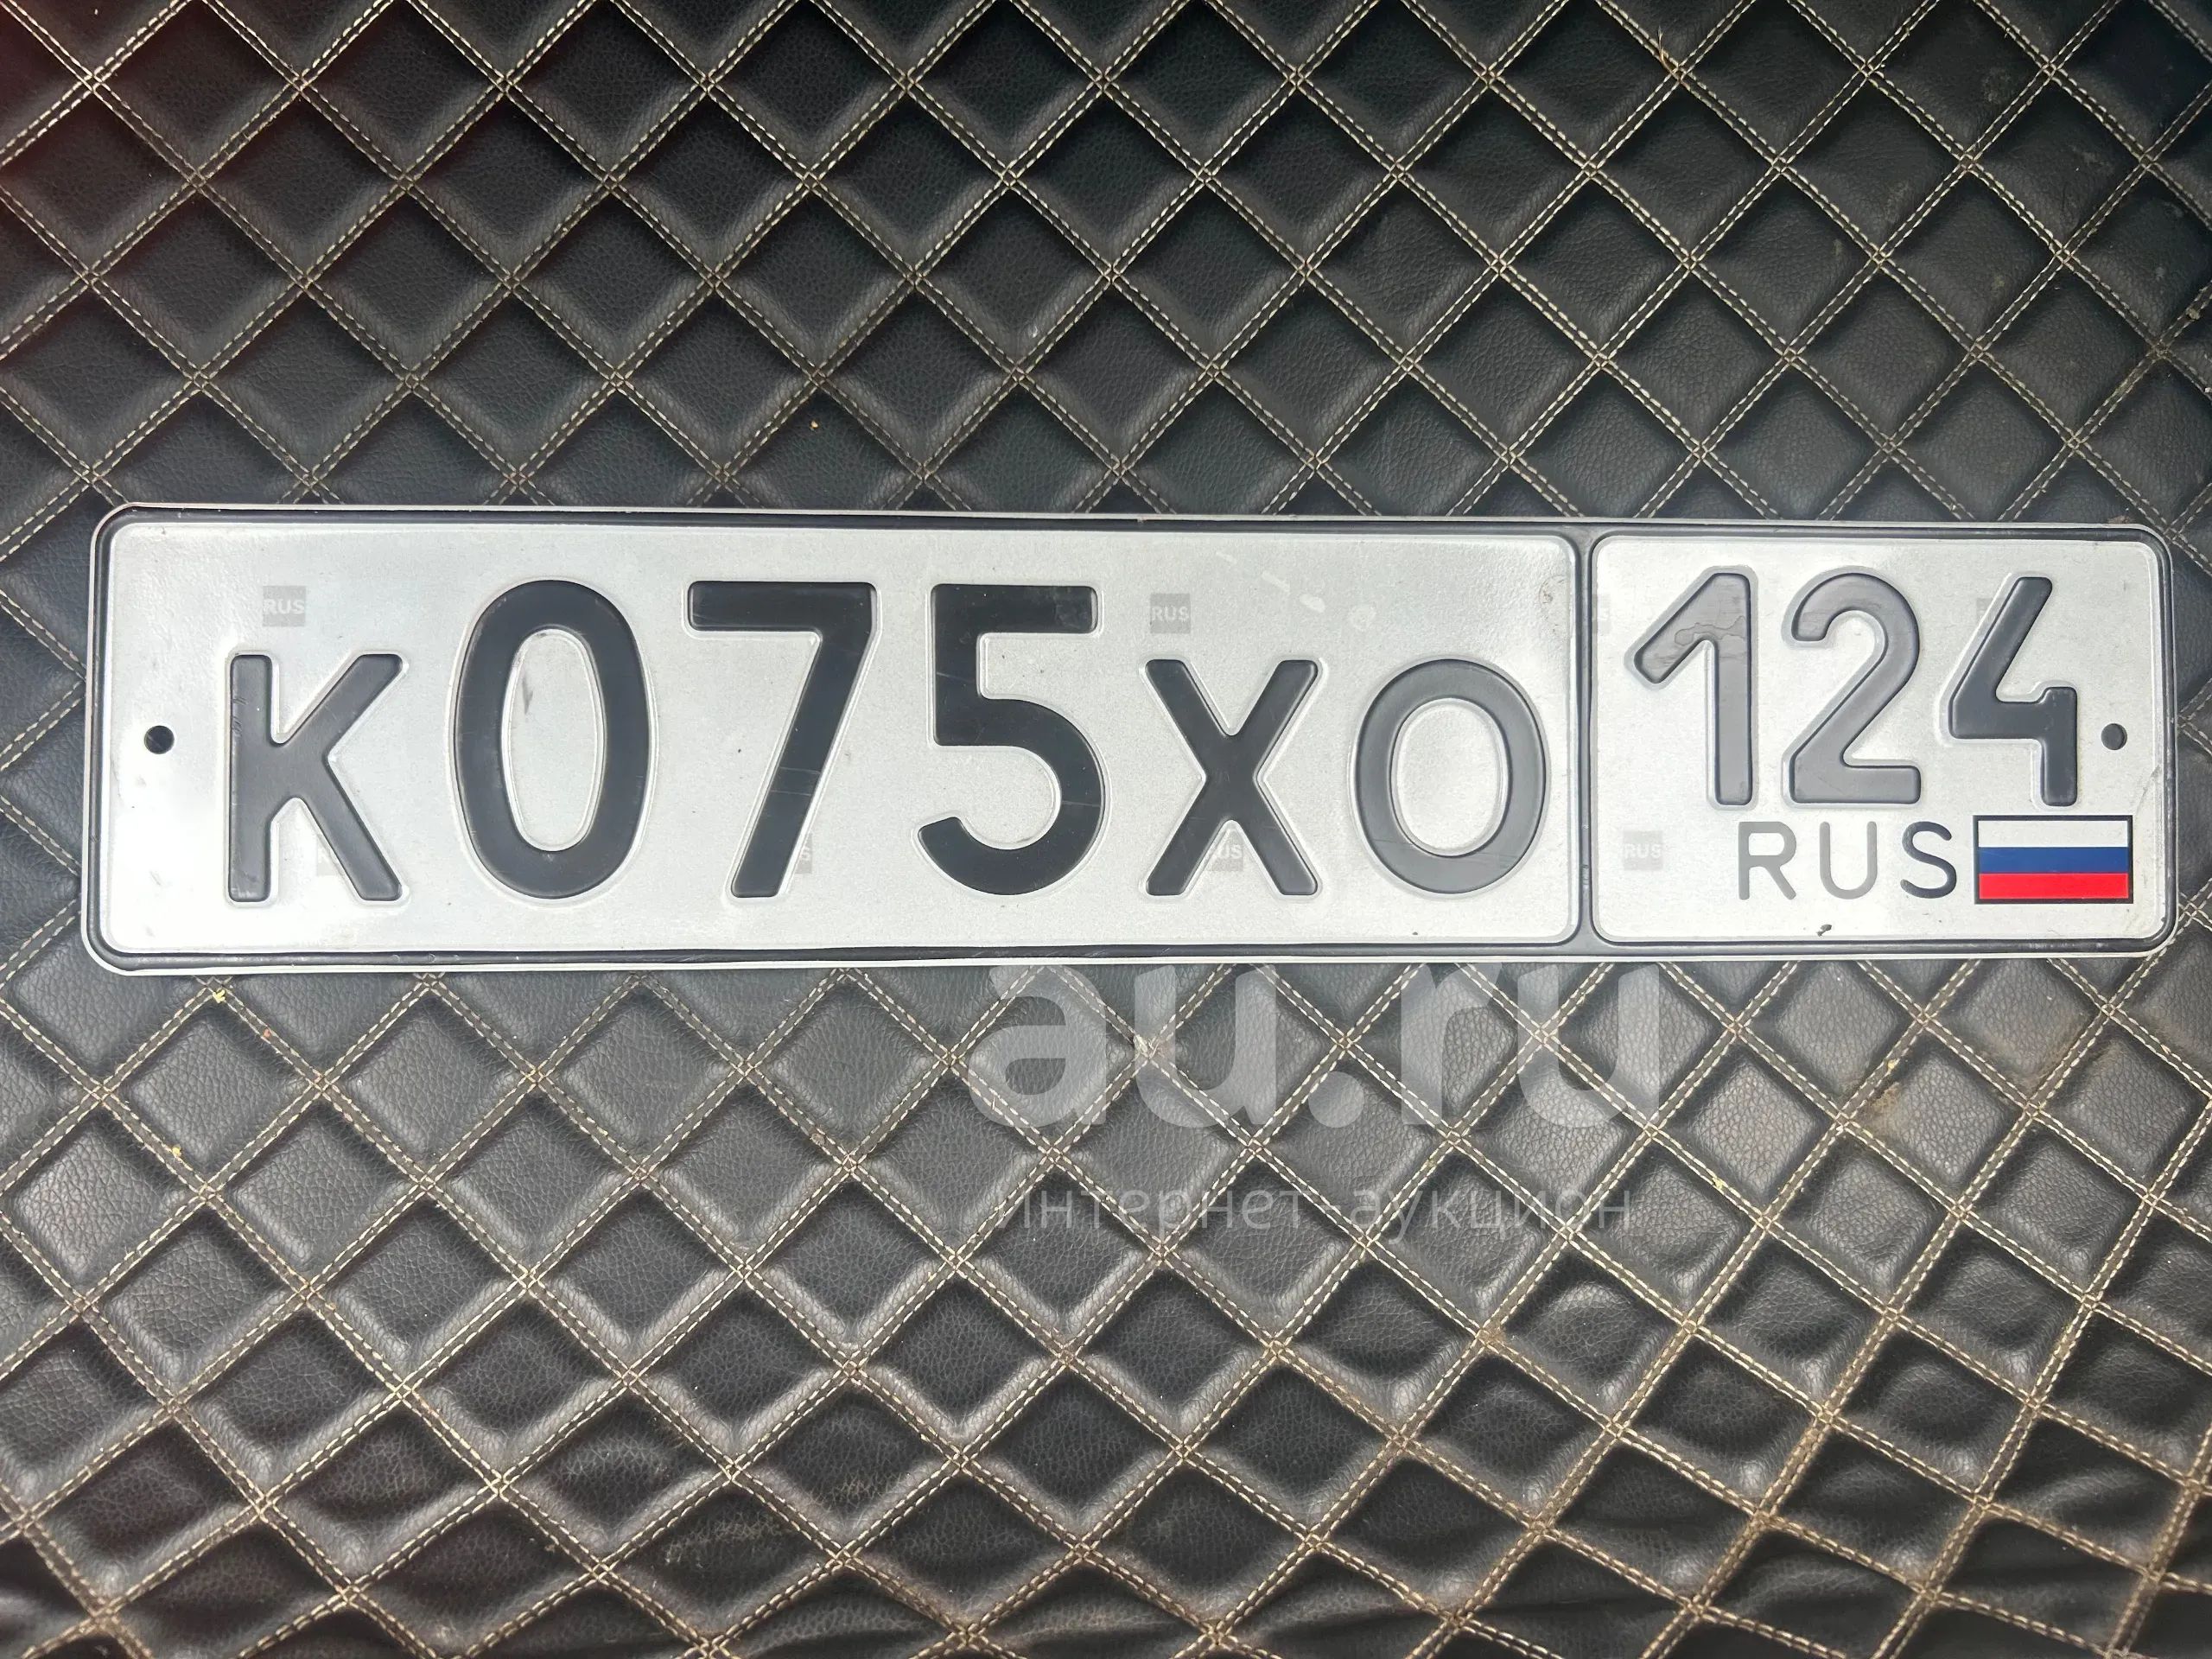 К075ХО 124
RUS
au.ru
интернет-аукцион